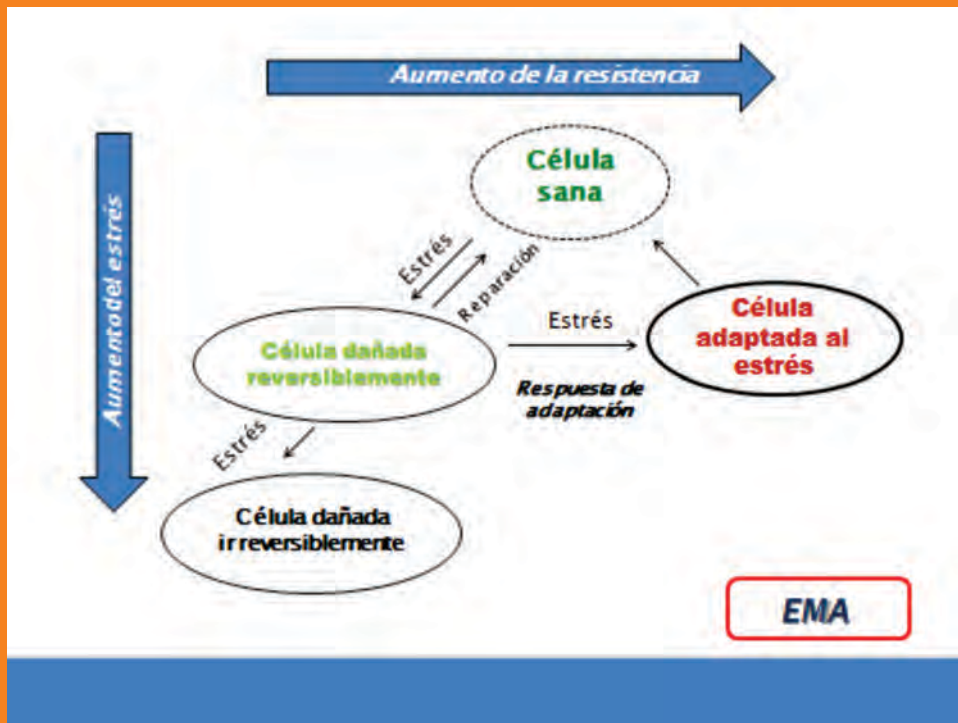 Aumento de la resistencia
Aumento del estrés
Célula
sana
Estrés
Reparación
Célula dañada
reversiblemente
Estrés
Respuesta de
adaptación
Célula
adaptada al
estrés
Estrés
Célula dañada
irreversiblemente
EMA